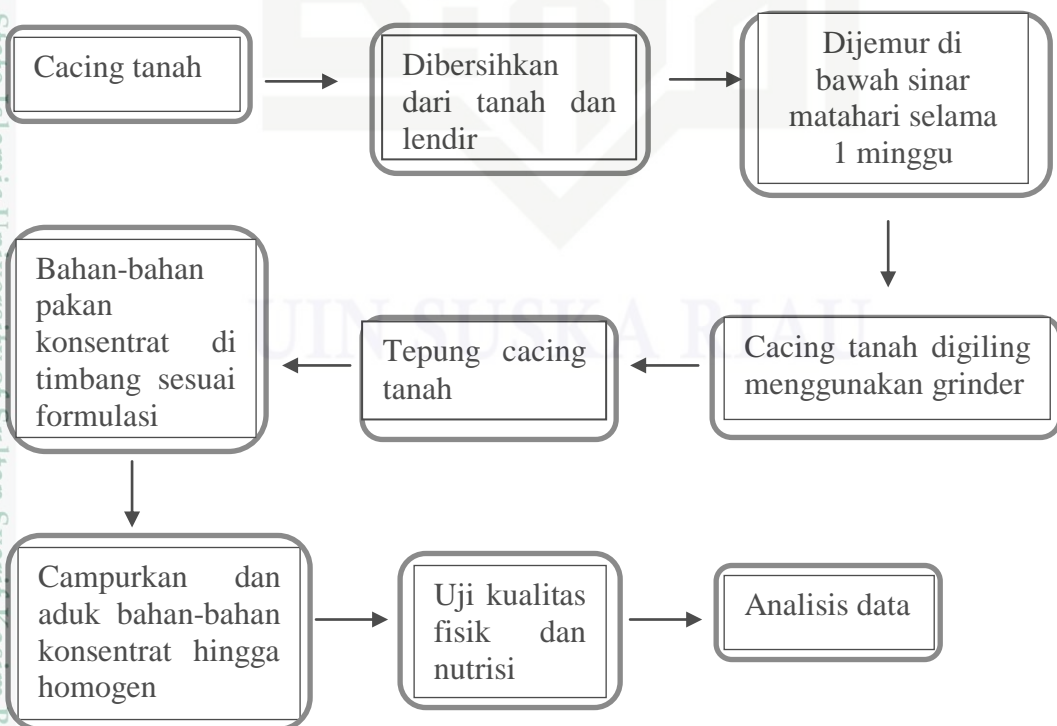 Cacing tanah
Dibersihkan
dari tanah dan
lendir
Dijemur di
bawah sinar
matahari selama
1 minggu
Cacing tanah digiling
menggunakan grinder
Tepung cacing
tanah
Bahan-bahan
pakan
konsentrat di
timbang sesuai
formulasi
Campurkan dan
aduk bahan-bahan
konsentrat hingga
homogen
Uji kualitas
fisik dan
nutrisi
Analisis data
UIN SUSKA RIAU